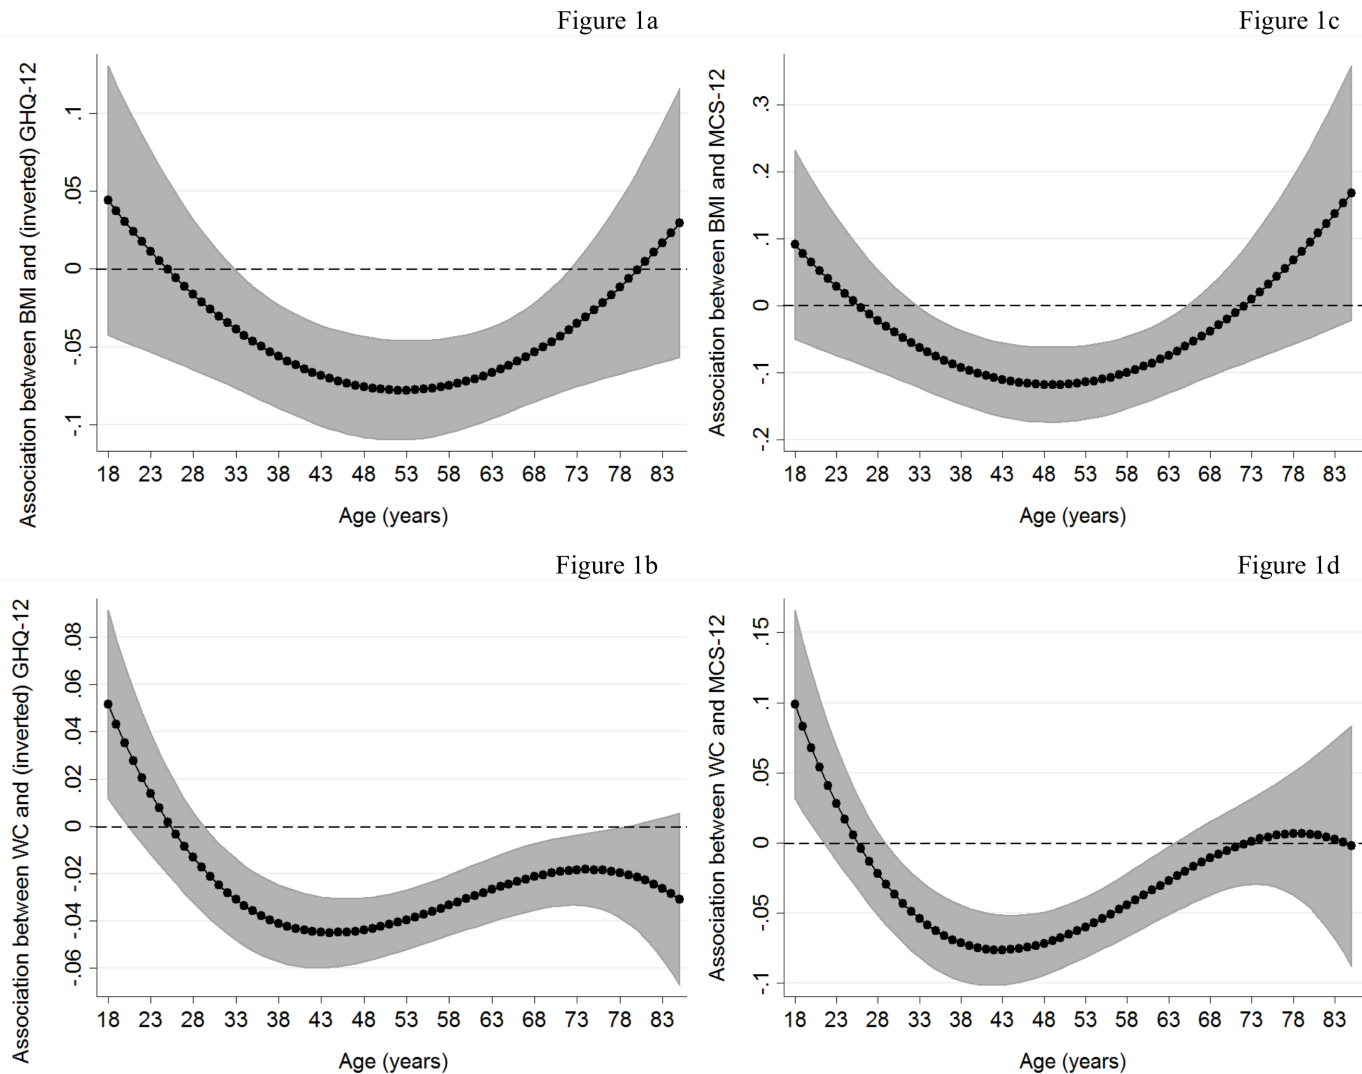 Figure 1a
Association between BMI and (inverted) GHQ-12
.1
.05
0
-.05
-.1
18 23 28 33 38 43 48 53 58 63 68 73 78 83
Age (years)
Figure 1c
Association between BMI and MCS-12
.3
.2
.1
0
-.1
-.2
18 23 28 33 38 43 48 53 58 63 68 73 78 83
Age (years)
Figure 1b
Association between WC and (inverted) GHQ-12
.08
.06
.04
.02
0
-.02
-.04
-.06
18 23 28 33 38 43 48 53 58 63 68 73 78 83
Age (years)
Figure 1d
Association between WC and MCS-12
.15
.1
.05
0
-.05
-.1
18 23 28 33 38 43 48 53 58 63 68 73 78 83
Age (years)